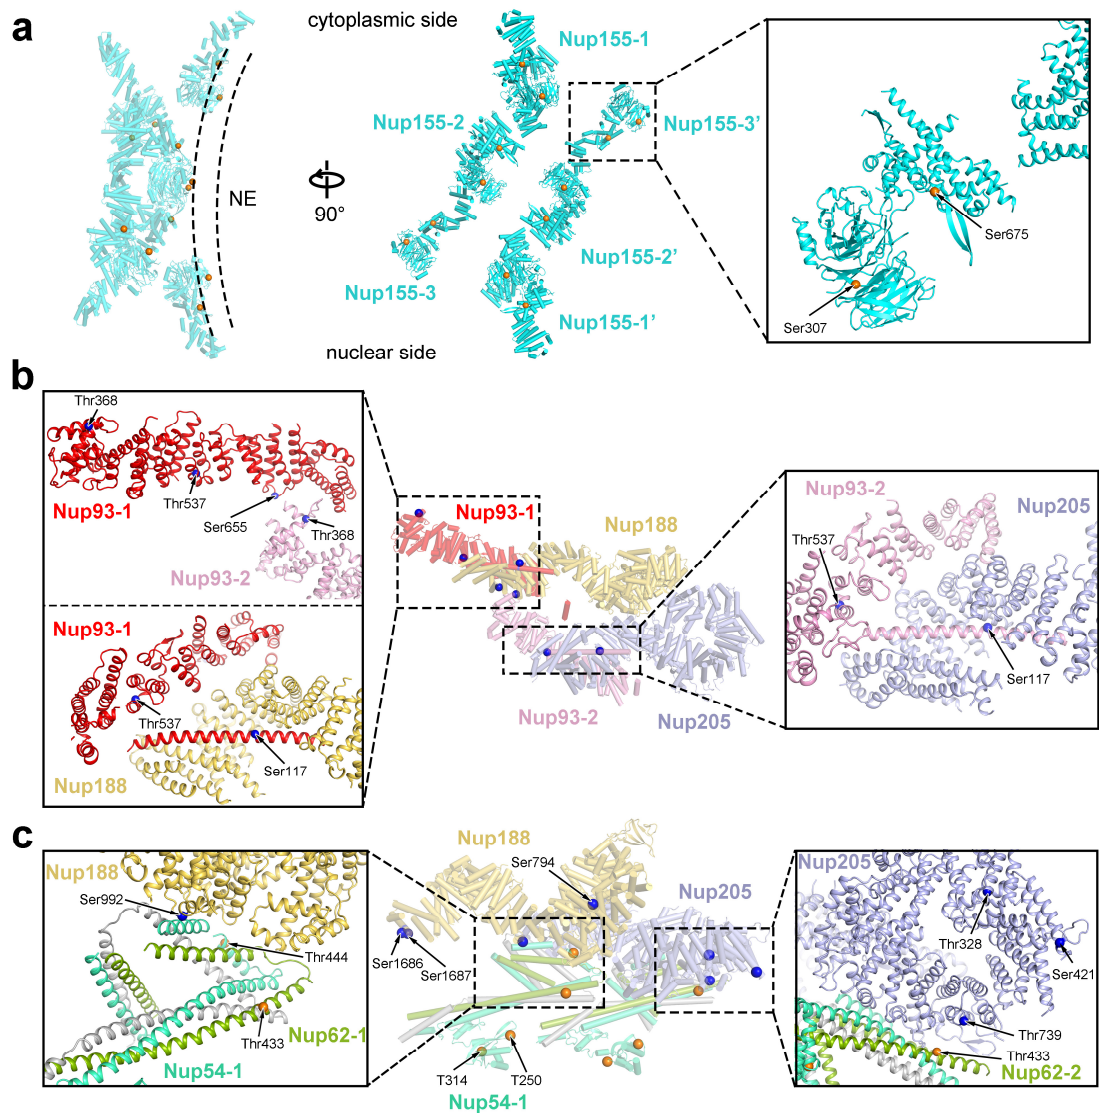 a
cytoplasmic side
Nup155-1
Nup155-2
Nup155-3’
NE
90°
Nup155-2’
Nup155-3
Nup155-1’
nuclear side
Ser675
Ser307
b
Thr368
Thr537
Nup93-1
Ser655
Thr368
Nup93-2
Nup93-1
Thr537
Ser117
Nup188
Nup93-1
Nup188
Nup93-2
Nup205
Nup93-2
Nup205
Thr537
Ser117
c
Nup188
Ser992
Thr444
Thr433
Nup62-1
Nup54-1
Nup188
Ser794
Nup205
Ser1686
Ser1687
T314
T250
Nup54-1
Nup205
Thr328
Ser421
Thr739
Thr433
Nup62-2